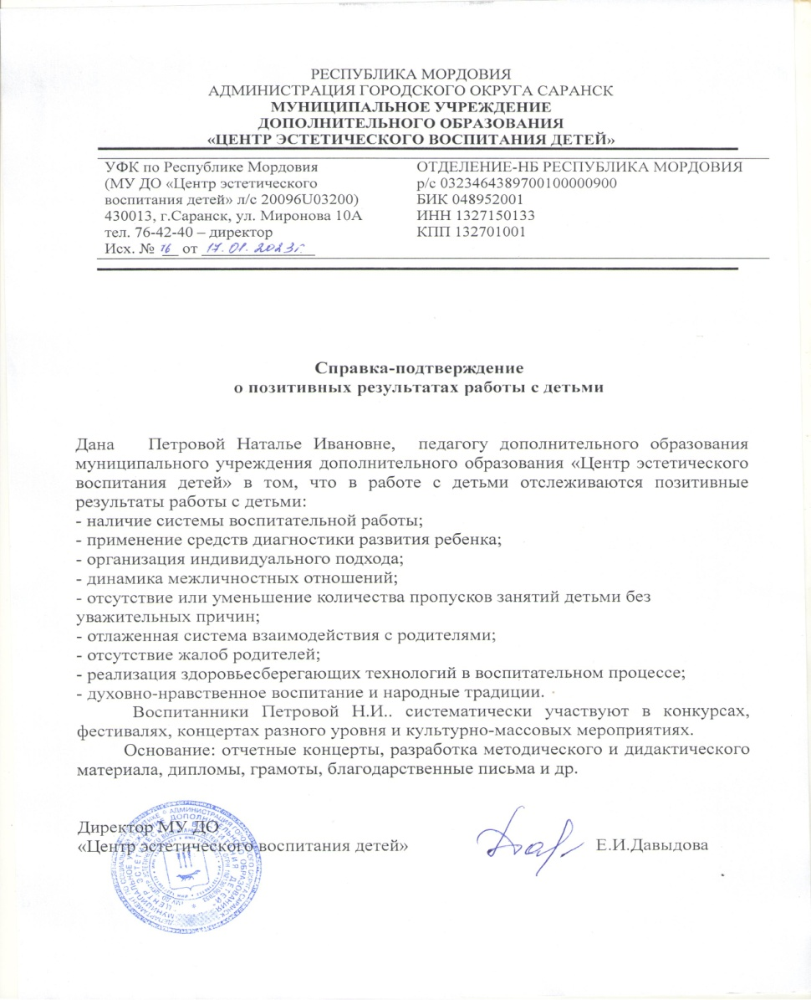 РЕСПУБЛИКА МОРДОВИЯ
АДМИНИСТРАЦИЯ ГОРОДСКОГО ОКРУГА САРАНСК
МУНИЦИПАЛЬНОЕ УЧРЕЖДЕНИЕ
ДОПОЛНИТЕЛЬНОГО ОБРАЗОВАНИЯ
«ЦЕНТР ЭСТЕТИЧЕСКОГО ВОСПИТАНИЯ ДЕТЕЙ»
УФК по Республике Мордовия
(МУ ДО «Центр эстетического
воспитания детей» л/с 20096U03200)
430013, г.Саранск, ул. Миронова 10А
тел. 76-42-40 – директор
Исх. № 16 от 17.01.2023г.
ОТДЕЛЕНИЕ-НБ РЕСПУБЛИКА МОРДОВИЯ
р/с 0323464389700100000900
БИК 048952001
ИНН 1327150133
КПП 132701001
Справка-подтверждение
о позитивных результатах работы с детьми
Дана Петровой Наталье Ивановне, педагогу дополнительного образования
муниципального учреждения дополнительного образования «Центр эстетического
воспитания детей» в том, что в работе с детьми отслеживаются позитивные
результаты работы с детьми:
- наличие системы воспитательной работы;
- применение средств диагностики развития ребенка;
- организация индивидуального подхода;
- динамика межличностных отношений;
- отсутствие или уменьшение количества пропусков занятий детьми без
уважительных причин;
- отлаженная система взаимодействия с родителями;
- отсутствие жалоб родителей;
- реализация здоровьесберегающих технологий в воспитательном процессе;
- духовно-нравственное воспитание и народные традиции.
Воспитанники Петровой Н.И.. систематически участвуют в конкурсах,
фестивалях, концертах разного уровня и культурно-массовых мероприятиях.
Основание: отчетные концерты, разработка методического и дидактического
материала, дипломы, грамоты, благодарственные письма и др.
Директор МУ ДО
«Центр эстетического воспитания детей»
Е.И.Давыдова